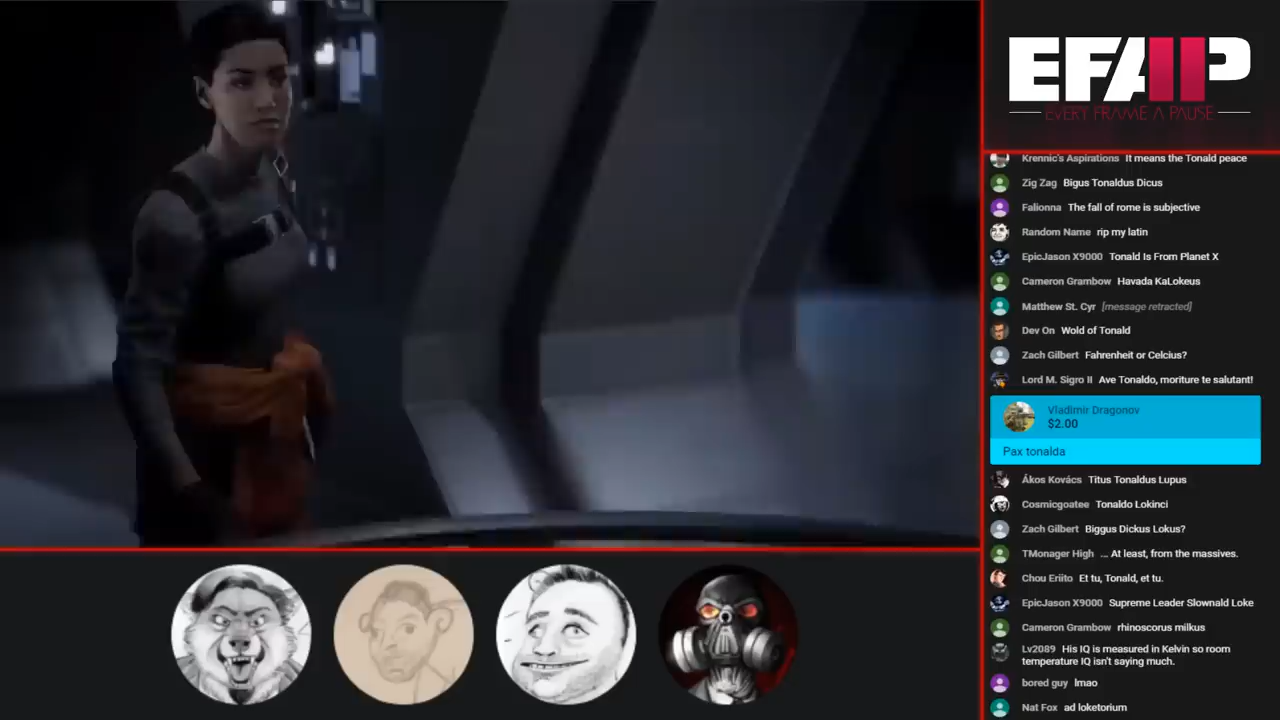 EFAP
EVERY FRAME A PAUSE
Krennic's Aspirations It means the Tonald peace
Zig Zag Bigus Tonaldus Dicus
Falionna The fall of rome is subjective
Random Name rip my latin
EpicJason X9000 Tonald Is From Planet X
Cameron Grambow Havada KaLokeus
Matthew St. Cyr [message retracted]
Dev On Wold of Tonald
Zach Gilbert Fahrenheit or Celcius?
Lord M. Sigro II Ave Tonaldo, moriture te salutant!
Vladimir Dragonov
$2.00
Pax tonalda
Ákos Kovács Titus Tonaldus Lupus
Cosmicgoatee Tonaldo Lokinci
Zach Gilbert Biggus Dickus Lokus?
TMonager High ... At least, from the massives.
Chou Eriito Et tu, Tonald, et tu.
EpicJason X9000 Supreme Leader Slownald Loke
Cameron Grambow rhinoscorus milkus
Lv2089 His IQ is measured in Kelvin so room
temperature IQ isn't saying much.
bored guy lmao
Nat Fox ad loketorium